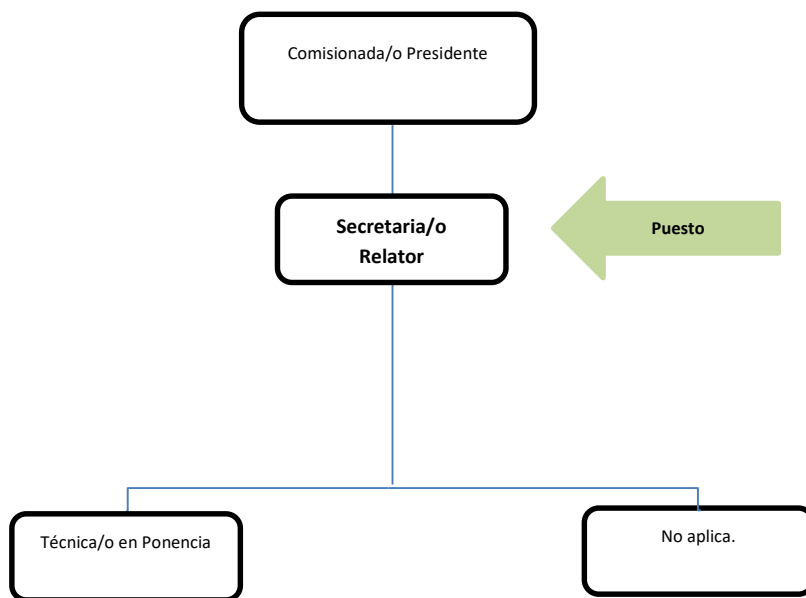 Comisionada/o Presidente
Secretaria/o
Relator
Puesto
Técnica/o en Ponencia
No aplica.